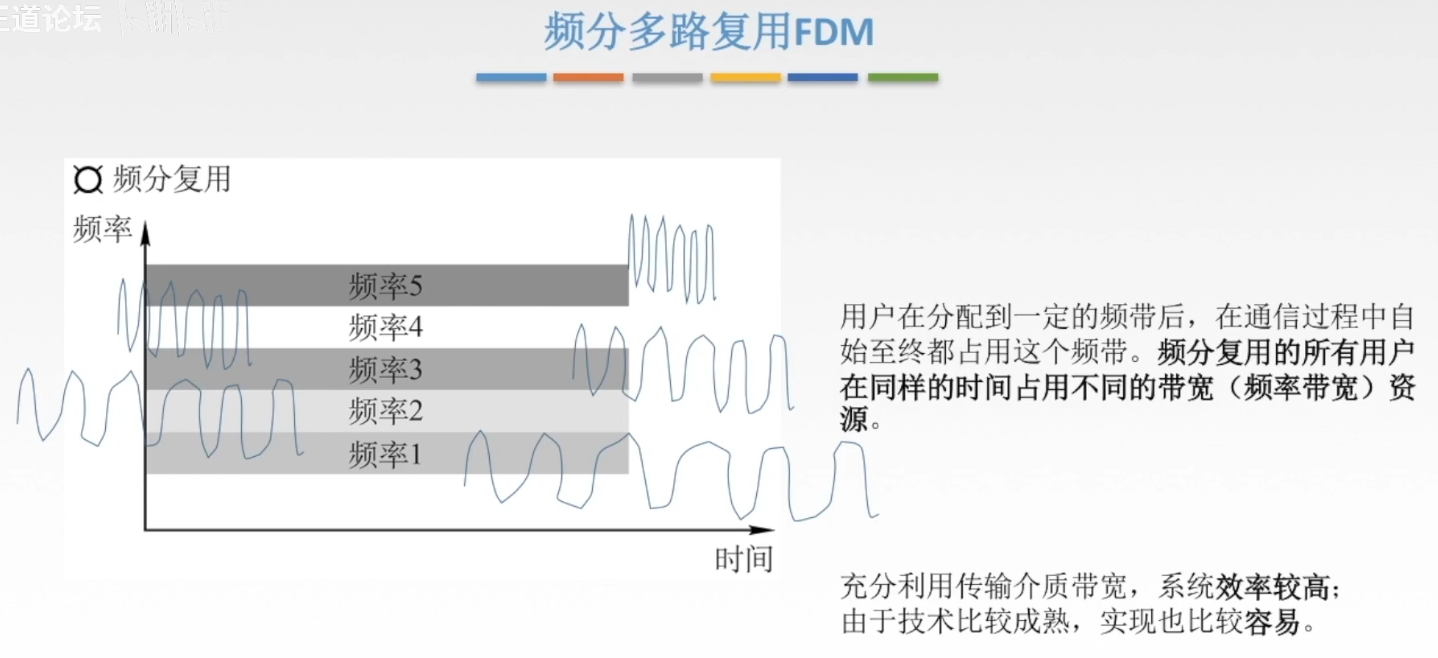 王道论坛
频分多路复用FDM
频分复用
频率
频率5
频率4
频率3
频率2
频率1
时间
用户在分配到一定的频带后，在通信过程中自
始至终都占用这个频带。频分复用的所有用户
在同样的时间占用不同的带宽（频率带宽）资
源。
充分利用传输介质带宽，系统效率较高；
由于技术比较成熟，实现也比较容易。